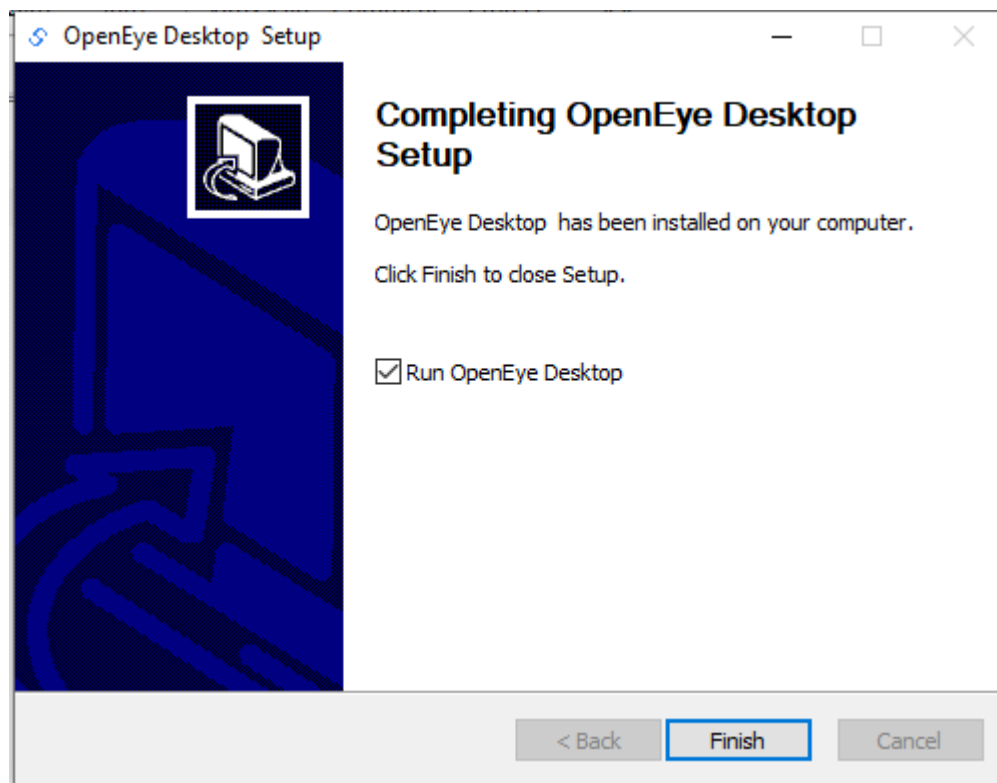 OpenEye Desktop  Setup
Completing OpenEye Desktop
Setup
OpenEye Desktop  has been installed on your computer.
Click Finish to close Setup.
Run OpenEye Desktop
< Back
Finish
Cancel